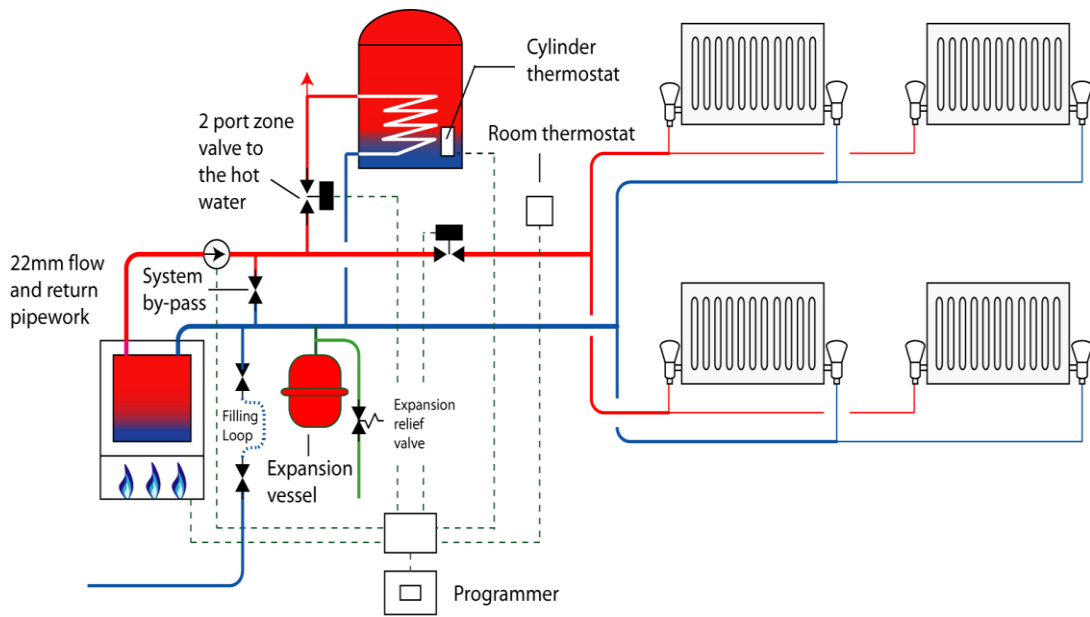 Cylinder
thermostat
2 port zone
valve to
the hot
water
Room thermostat
22mm flow
and return
pipework
System
by-pass
Filling
Loop
Expansion
relief
valve
Expansion
vessel
Programmer